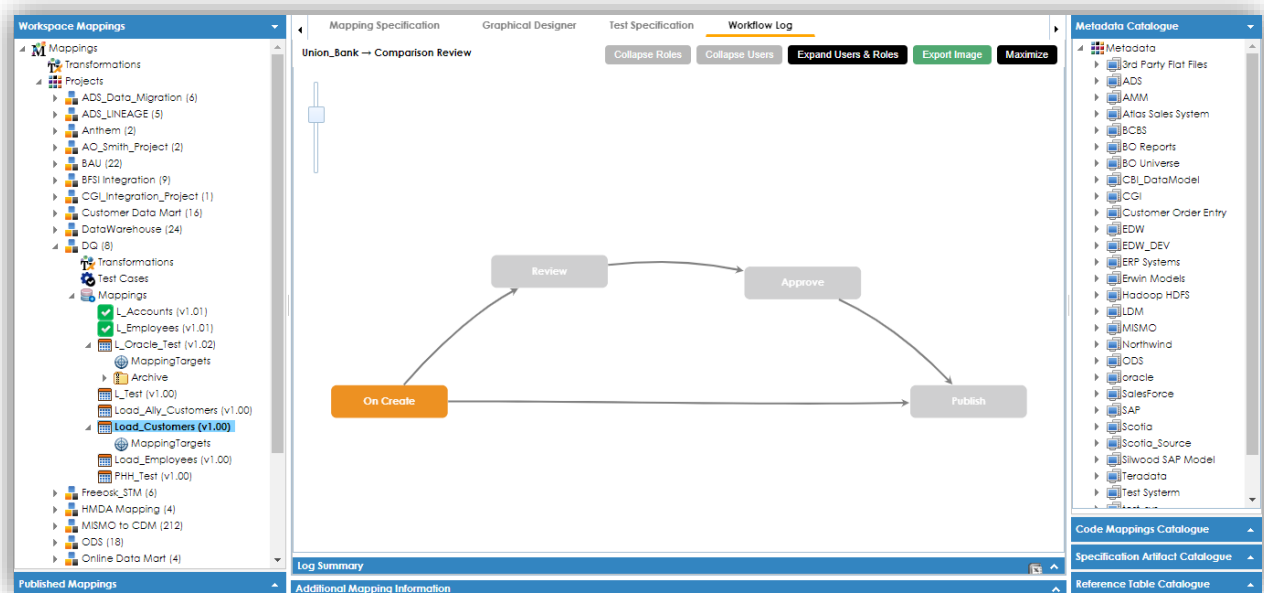 Workspace Mappings
Mappings
Transformations
Projects
ADS_Data_Migration (6)
ADS_LINEAGE (5)
Anthem (2)
AO_Smith_Project (2)
BAU (22)
BFSI Integration (9)
CGI_Integration_Project (1)
Customer Data Mart (16)
DataWarehouse (24)
DQ (8)
Transformations
Test Cases
Mappings
L_Accounts (v1.01)
L_Employees (v1.01)
L_Oracle_Test (v1.02)
MappingTargets
Archive
L_Test (v1.00)
Load_Ally_Customers (v1.00)
Load_Customers (v1.00)
MappingTargets
Load_Employees (v1.00)
PHH_Test (v1.00)
Freeosk_STM (6)
HMDA Mapping (4)
MISMO to CDM (212)
ODS (18)
Online Data Mart (4)
Published Mappings
Mapping Specification Graphical Designer Test Specification Workflow Log
Union_Bank → Comparison Review
Collapse Roles Collapse Users Expand Users & Roles Export Image Maximize
Review
Approve
On Create
Publish
Log Summary
Additional Mapping Information
Metadata Catalogue
Metadata
3rd Party Flat Files
ADS
AMM
Atlas Sales System
BCBS
BO Reports
BO Universe
CBI_DataModel
CGI
Customer Order Entry
EDW
EDW_DEV
ERP Systems
Erwin Models
Hadoop HDFS
LDM
MISMO
Northwind
ODS
oracle
SalesForce
SAP
Scotia
Scotia_Source
Silwood SAP Model
Teradata
Test Systerm
Code Mappings Catalogue
Specification Artifact Catalogue
Reference Table Catalogue